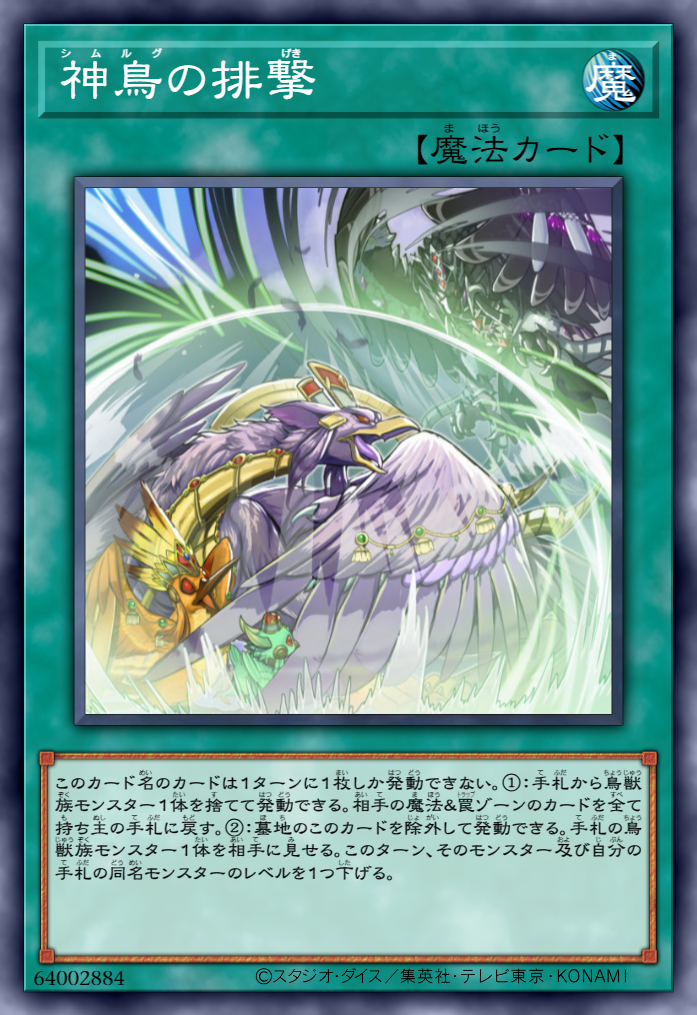 神鳥の排撃
魔
【魔法カード】
このカード名のカードは1ターンに1枚しか発動できない。①:手札から鳥獣
族モンスター1体を捨てて発動できる。相手の魔法&罠ゾーンのカードを全て
持ち主の手札に戻す。②:墓地のこのカードを除外して発動できる。手札の鳥
獣族モンスター1体を相手に見せる。このターン、そのモンスター及び自分の
手札の同名モンスターのレベルを1つ下げる。
64002884 ©スタジオ・ダイス/集英社・テレビ東京・KONAMI